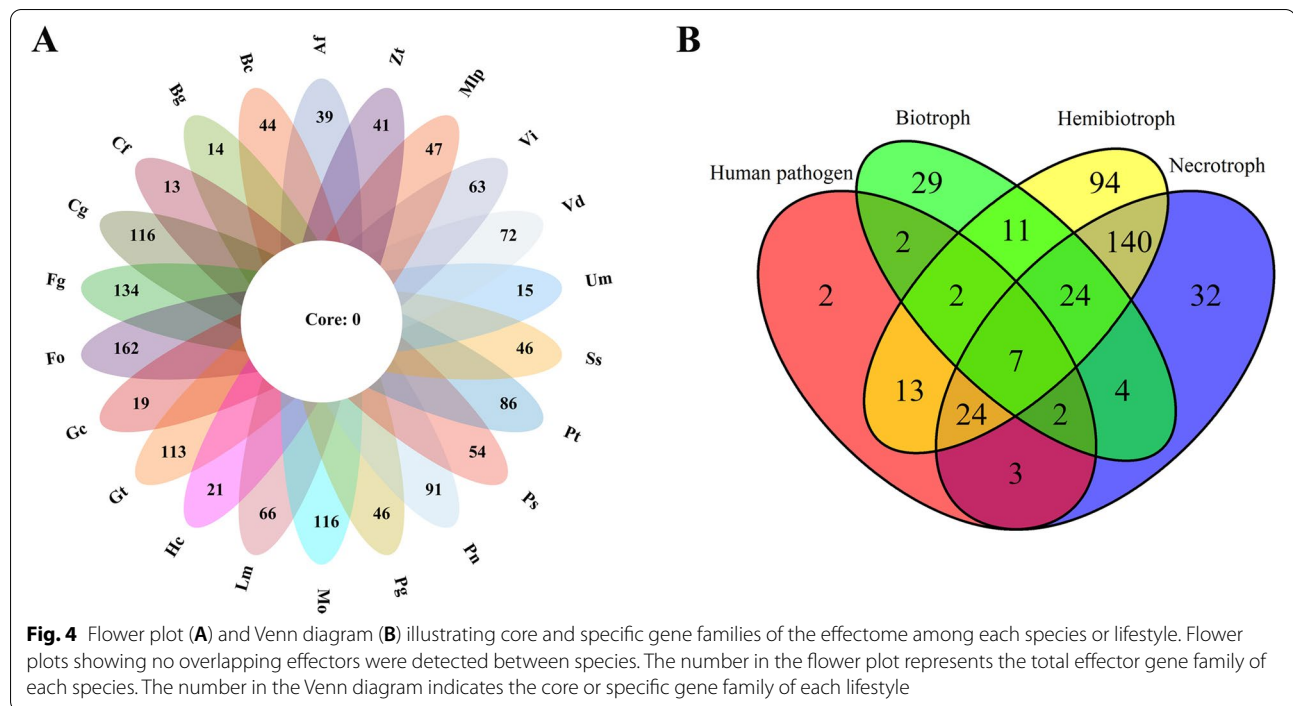 A
Af
Zt
Mlp
Vi
Vd
Um
Ss
Pt
Ps
Pn
Pg
Mo
Lm
Hc
Gt
Gc
Fo
Fg
Cg
Cf
Bg
Bc
39
41
47
63
72
15
46
86
54
91
46
116
66
21
113
19
162
134
116
13
14
44
Core: 0
B
Biotroph
Hemibiotroph
Human pathogen
Necrotroph
29
94
2
11
140
2
2
24
32
7
13
24
2
4
3
Fig. 4 Flower plot (A) and Venn diagram (B) illustrating core and specific gene families of the effectome among each species or lifestyle. Flower
plots showing no overlapping effectors were detected between species. The number in the flower plot represents the total effector gene family of
each species. The number in the Venn diagram indicates the core or specific gene family of each lifestyle